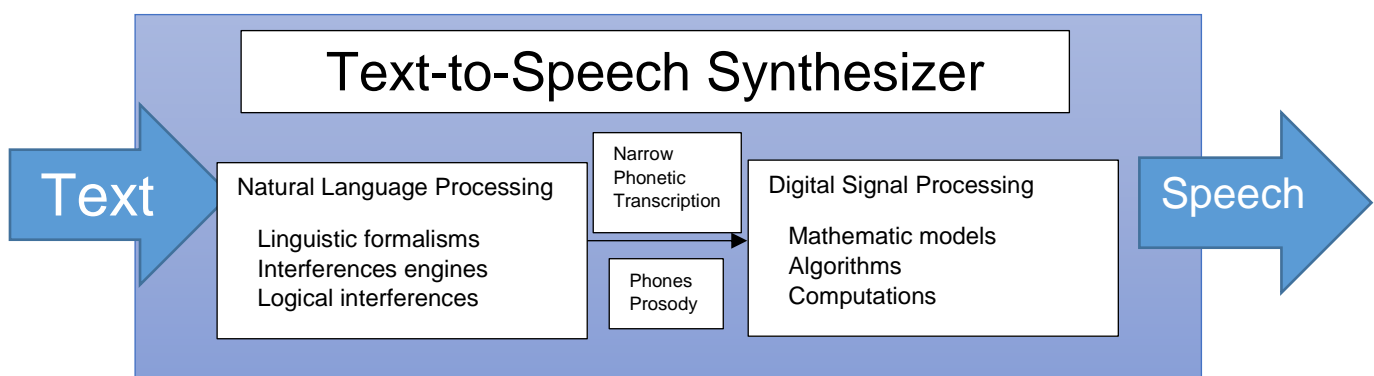 Text-to-Speech Synthesizer
Text
Natural Language Processing
Linguistic formalisms
Interferences engines
Logical interferences
Narrow
Phonetic
Transcription
Phones
Prosody
Digital Signal Processing
Mathematic models
Algorithms
Computations
Speech